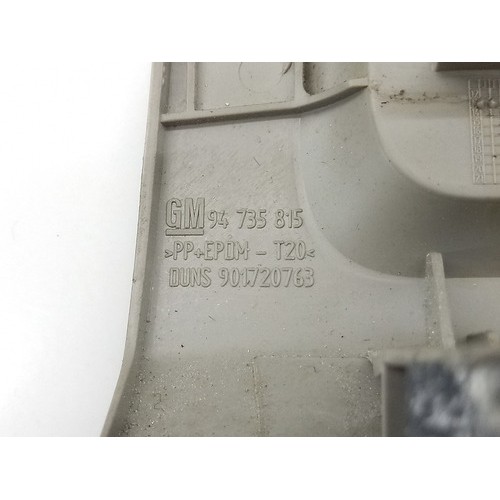 GM 94 735 815
>PP+EPDM - T20<
DUNS 901720763